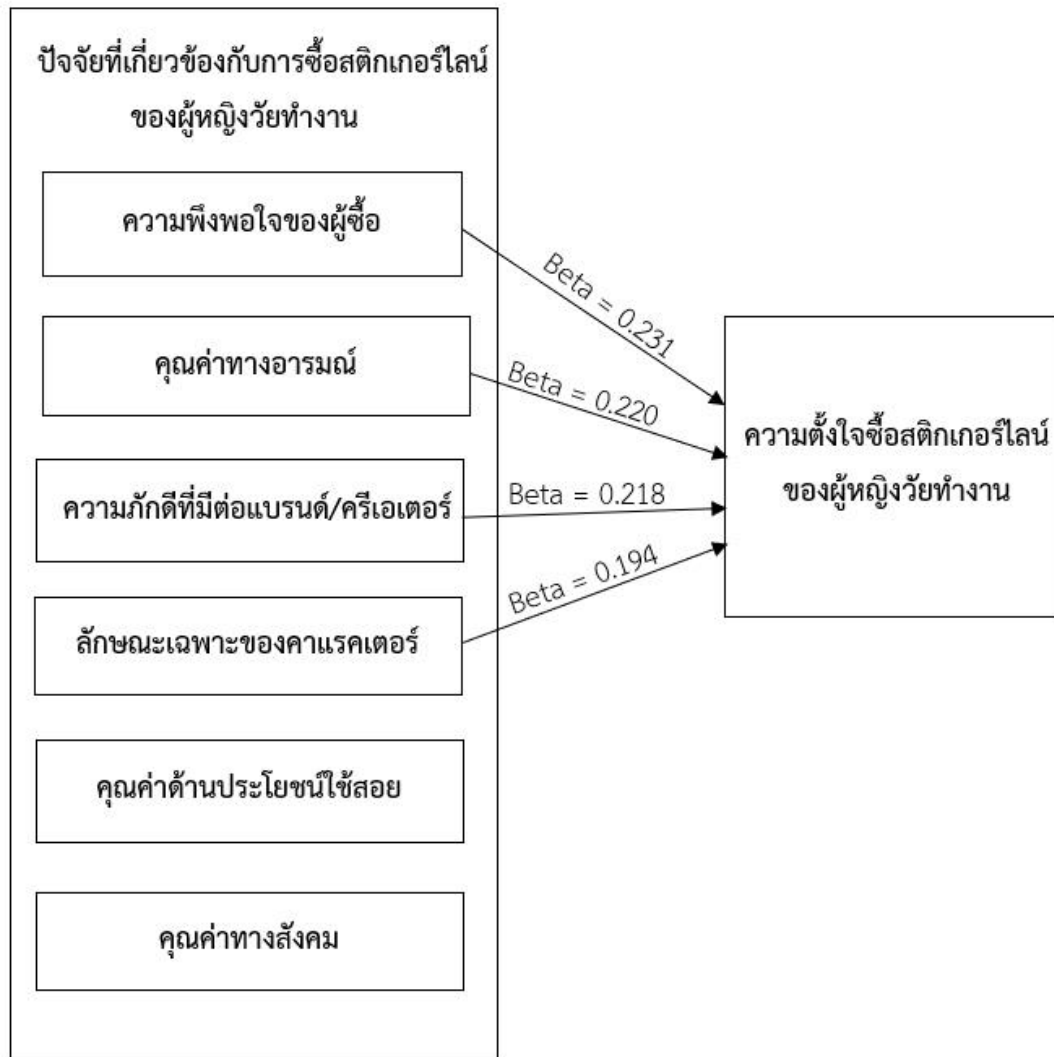 ปัจจัยที่เกี่ยวข้องกับการซื้อสติกเกอร์ไลน์
ของผู้หญิงวัยทำงาน
ความพึงพอใจของผู้ซื้อ
คุณค่าทางอารมณ์
ความภักดีที่มีต่อแบรนด์/ครีเอเตอร์
ลักษณะเฉพาะของคาแรคเตอร์
คุณค่าด้านประโยชน์ใช้สอย
คุณค่าทางสังคม
Beta = 0.231
Beta = 0.220
Beta = 0.218
Beta = 0.194
ความตั้งใจซื้อสติกเกอร์ไลน์
ของผู้หญิงวัยทำงาน